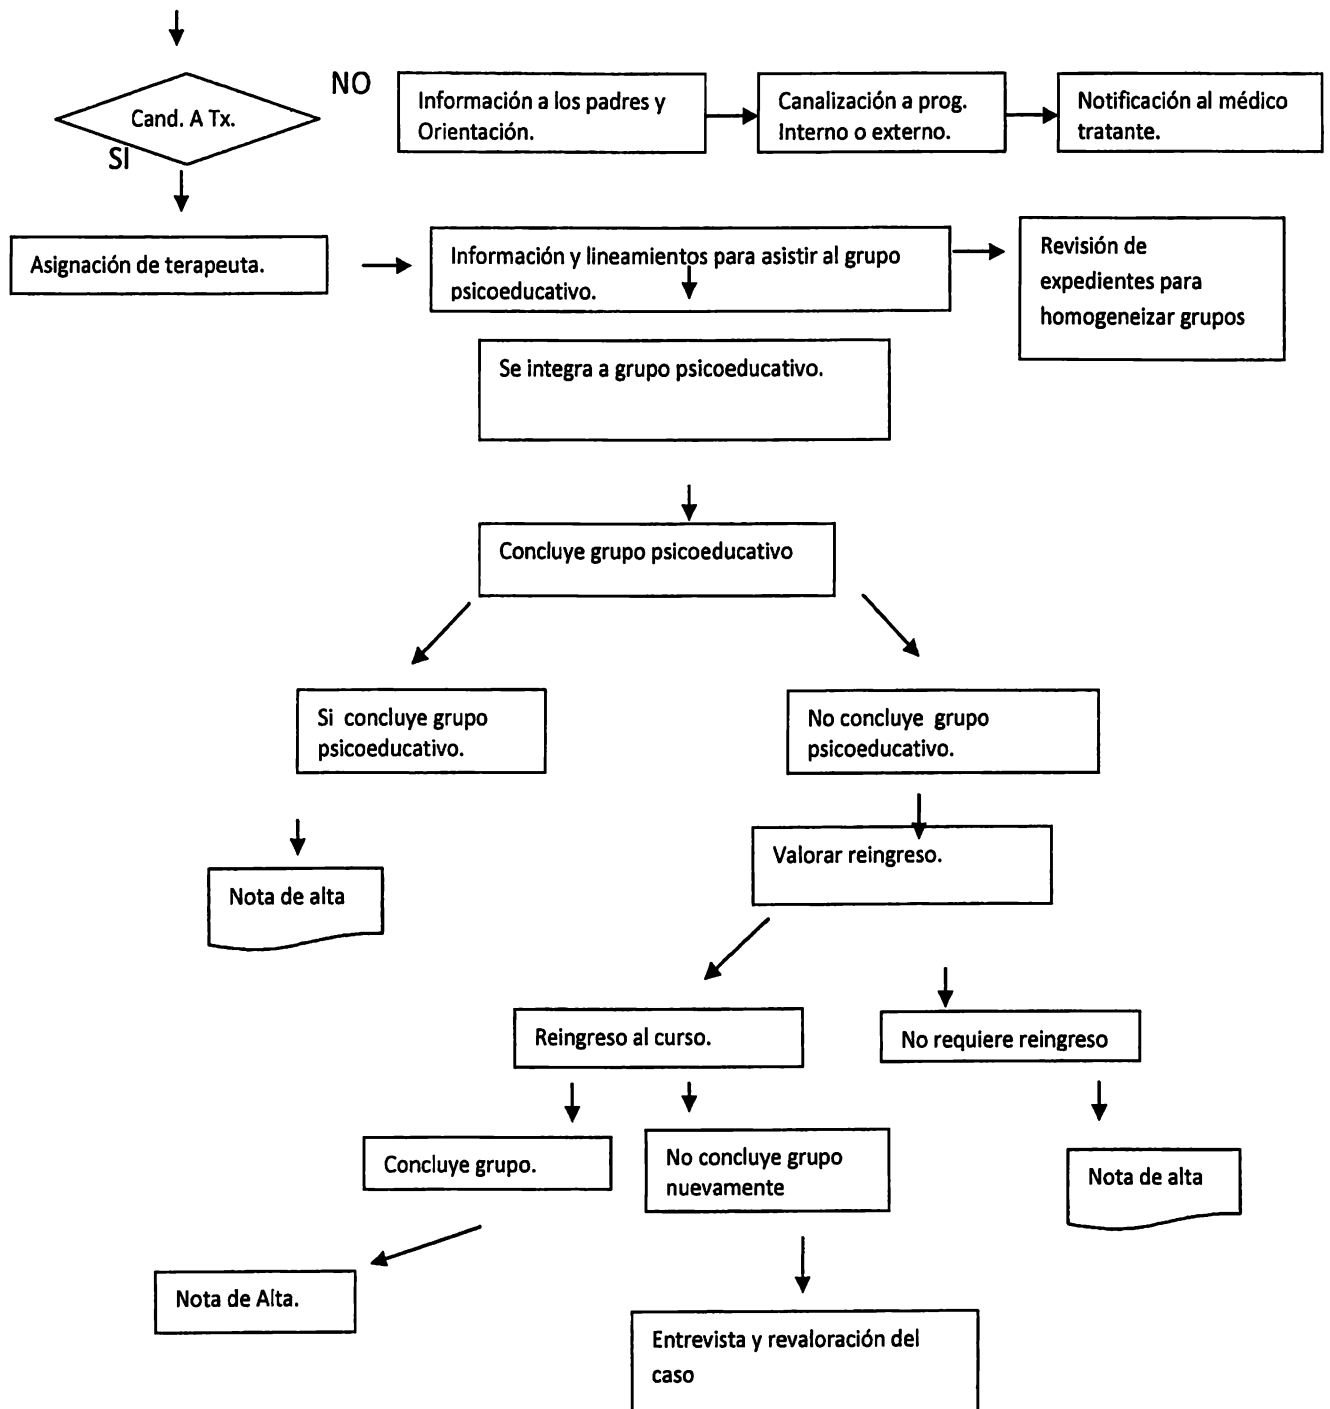 NO
Cand. A Tx.
SI
Información a los padres y
Orientación.
Canalización a prog.
Interno o externo.
Notificación al médico
tratante.
Asignación de terapeuta.
Información y lineamientos para asistir al grupo
psicoeducativo.
Revisión de
expedientes para
homogeneizar grupos
Se integra a grupo psicoeducativo.
Concluye grupo psicoeducativo
Si concluye grupo
psicoeducativo.
No concluye grupo
psicoeducativo.
Nota de alta
Valorar reingreso.
Reingreso al curso.
No requiere reingreso
Concluye grupo.
No concluye grupo
nuevamente
Nota de alta
Nota de Alta.
Entrevista y revaloración del
caso